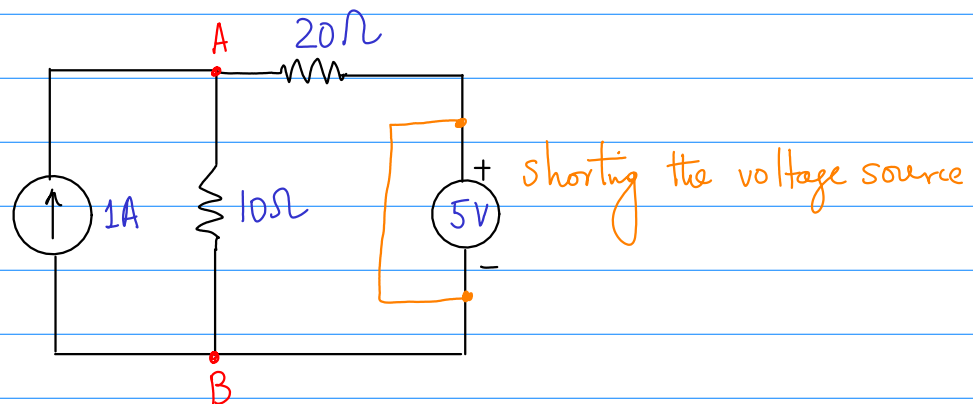 A
20Ω
1A
10Ω
+
5V
-
shorting the voltage source
B